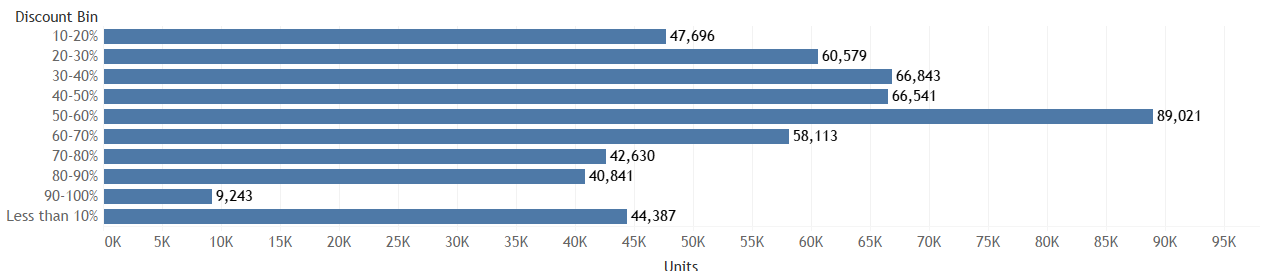 Discount Bin
10-20% 47,696
20-30% 60,579
30-40% 66,843
40-50% 66,541
50-60% 89,021
60-70% 58,113
70-80% 42,630
80-90% 40,841
90-100% 9,243
Less than 10% 44,387
0K 5K 10K 15K 20K 25K 30K 35K 40K 45K 50K 55K 60K 65K 70K 75K 80K 85K 90K 95K
Units